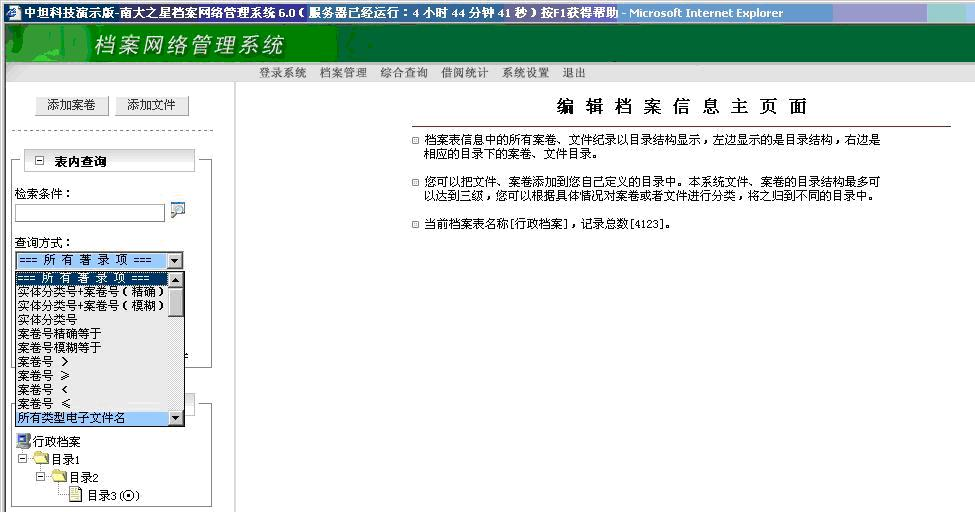 中坦科技演示版-南大之星档案网络管理系统 6.0（服务器已经运行：4 小时 44 分钟 41 秒）按F1获得帮助 - Microsoft Internet Explorer
档案网络管理系统
登录系统 档案管理 综合查询 借阅统计 系统设置 退出
添加案卷 添加文件
表内查询
检索条件：
查询方式：
=== 所 有 著 录 项 ===
=== 所 有 著 录 项 ===
实体分类号+案卷号（精确）
实体分类号+案卷号（模糊）
实体分类号
案卷号精确等于
案卷号模糊等于
案卷号 >
案卷号 ≥
案卷号 <
案卷号 ≤
所有类型电子文件名
行政档案
目录1
目录2
目录3(⊙)
编 辑 档 案 信 息 主 页 面
档案表信息中的所有案卷、文件纪录以目录结构显示，左边显示的是目录结构，右边是
相应的目录下的案卷、文件目录。
您可以把文件、案卷添加到您自己定义的目录中。本系统文件、案卷的目录结构最多可
以达到三级，您可以根据具体情况对案卷或者文件进行分类，将之归到不同的目录中。
当前档案表名称[行政档案]，记录总数[4123]。